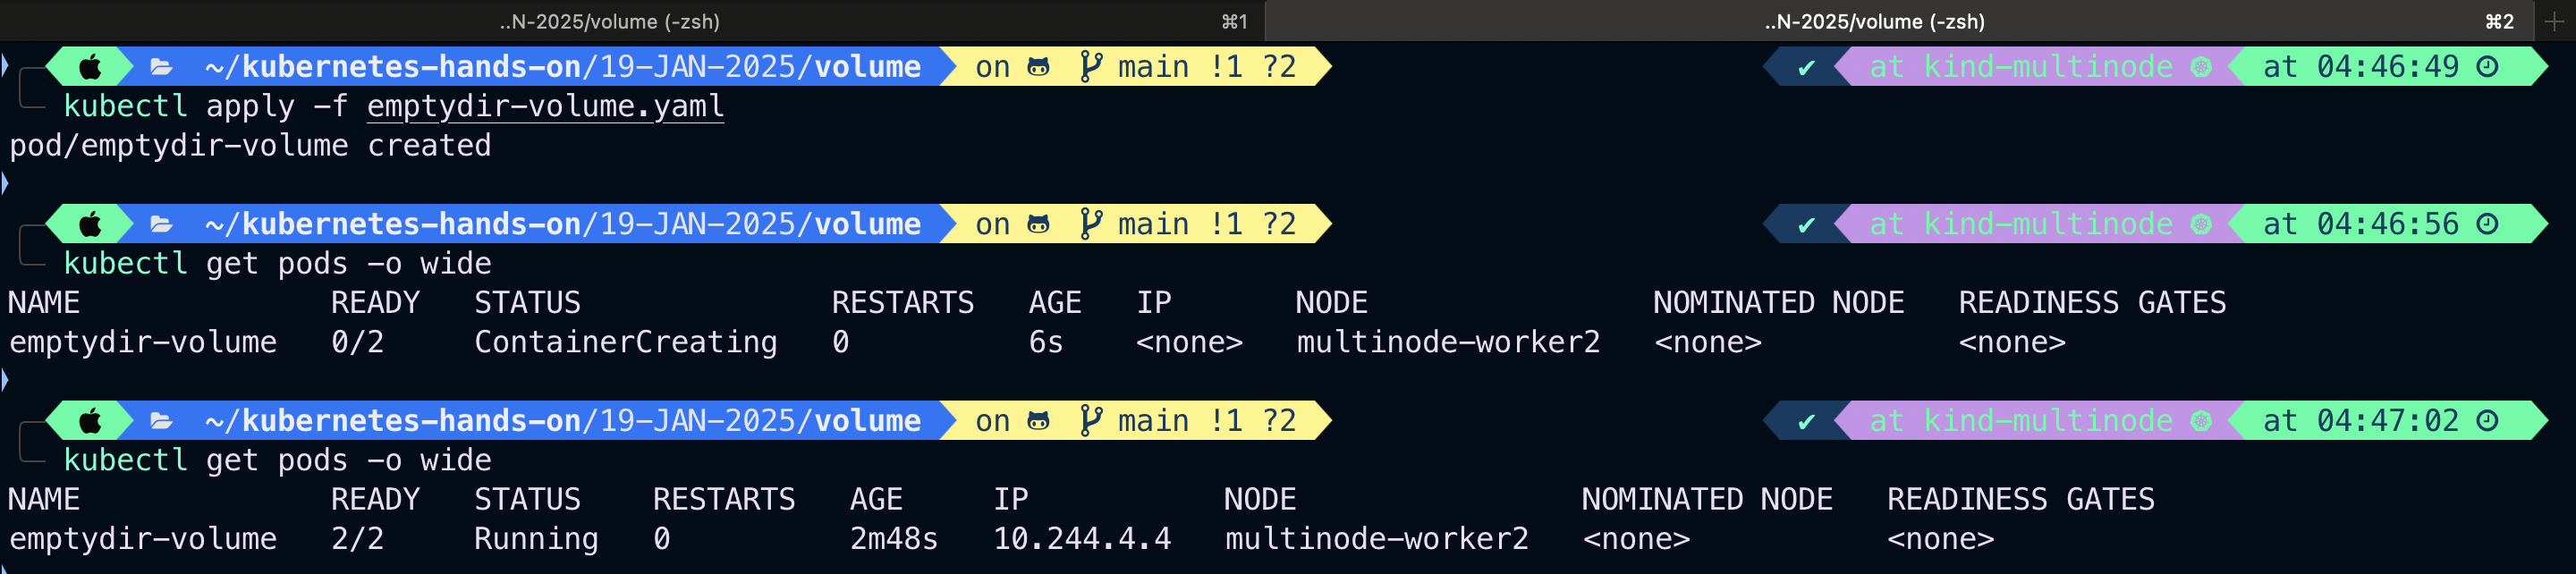 ..N-2025/volume (-zsh) ⌘1 ..N-2025/volume (-zsh) ⌘2
~/kubernetes-hands-on/19-JAN-2025/volume on main !1 ?2 ✔ at kind-multinode at 04:46:49
kubectl apply -f emptydir-volume.yaml
pod/emptydir-volume created
~/kubernetes-hands-on/19-JAN-2025/volume on main !1 ?2 ✔ at kind-multinode at 04:46:56
kubectl get pods -o wide
NAME READY STATUS RESTARTS AGE IP NODE NOMINATED NODE READINESS GATES
emptydir-volume 0/2 ContainerCreating 0 6s <none> multinode-worker2 <none> <none>
~/kubernetes-hands-on/19-JAN-2025/volume on main !1 ?2 ✔ at kind-multinode at 04:47:02
kubectl get pods -o wide
NAME READY STATUS RESTARTS AGE IP NODE NOMINATED NODE READINESS GATES
emptydir-volume 2/2 Running 0 2m48s 10.244.4.4 multinode-worker2 <none> <none>